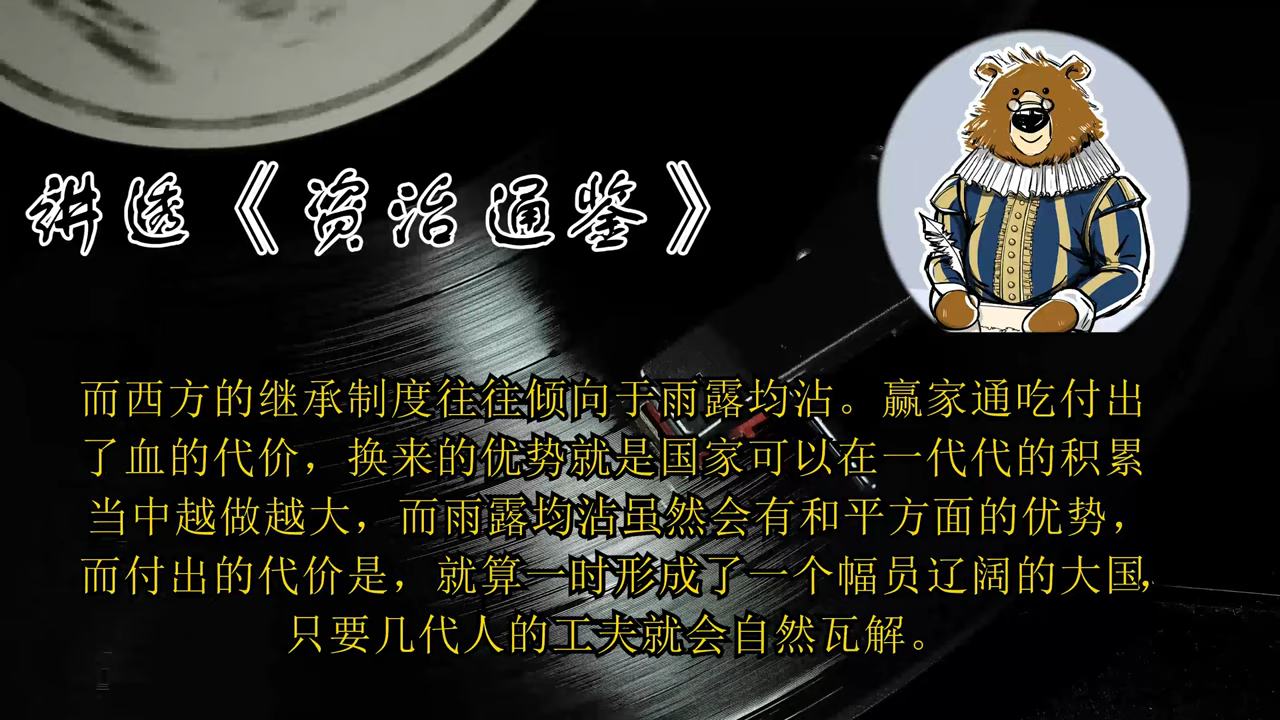 讲透《资治通鉴》
而西方的继承制度往往倾向于雨露均沾。赢家通吃付出
了血的代价，换来的优势就是国家可以在一代代的积累
当中越做越大，而雨露均沾虽然会有和平方面的优势，
而付出的代价是，就算一时形成了一个幅员辽阔的大国，
只要几代人的工夫就会自然瓦解。